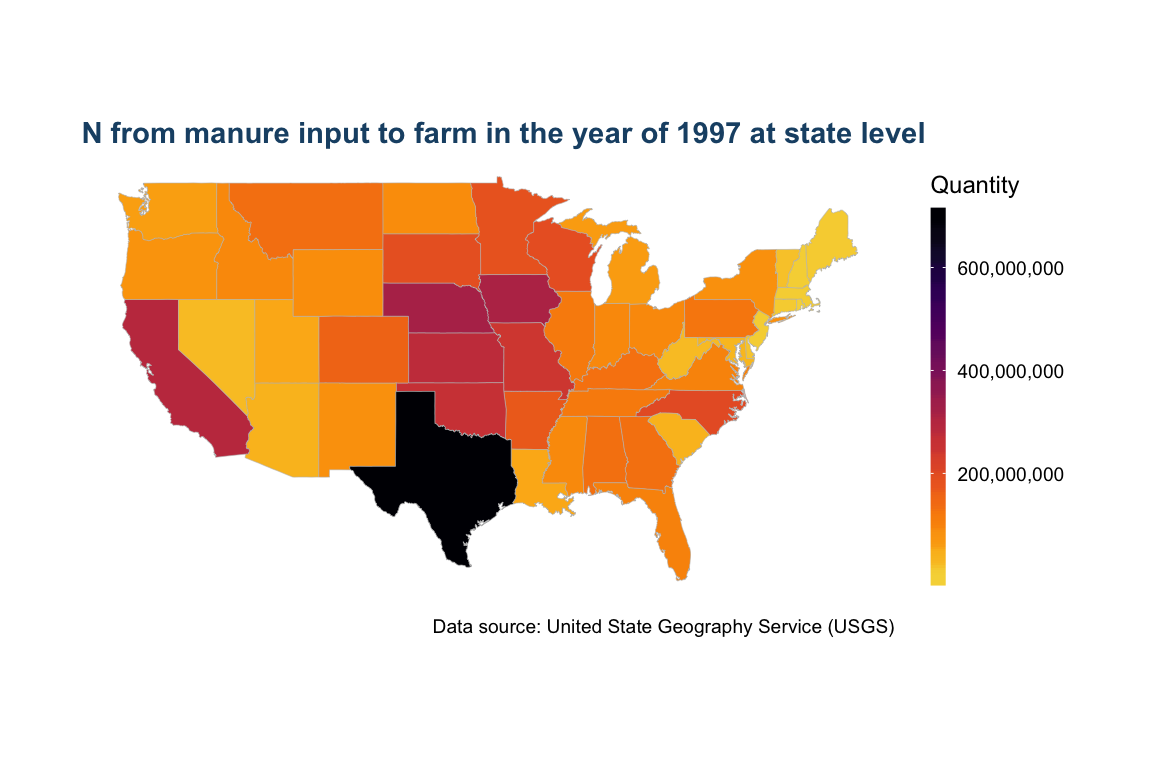 N from manure input to farm in the year of 1997 at state level
Quantity
600,000,000
400,000,000
200,000,000
Data source: United State Geography Service (USGS)